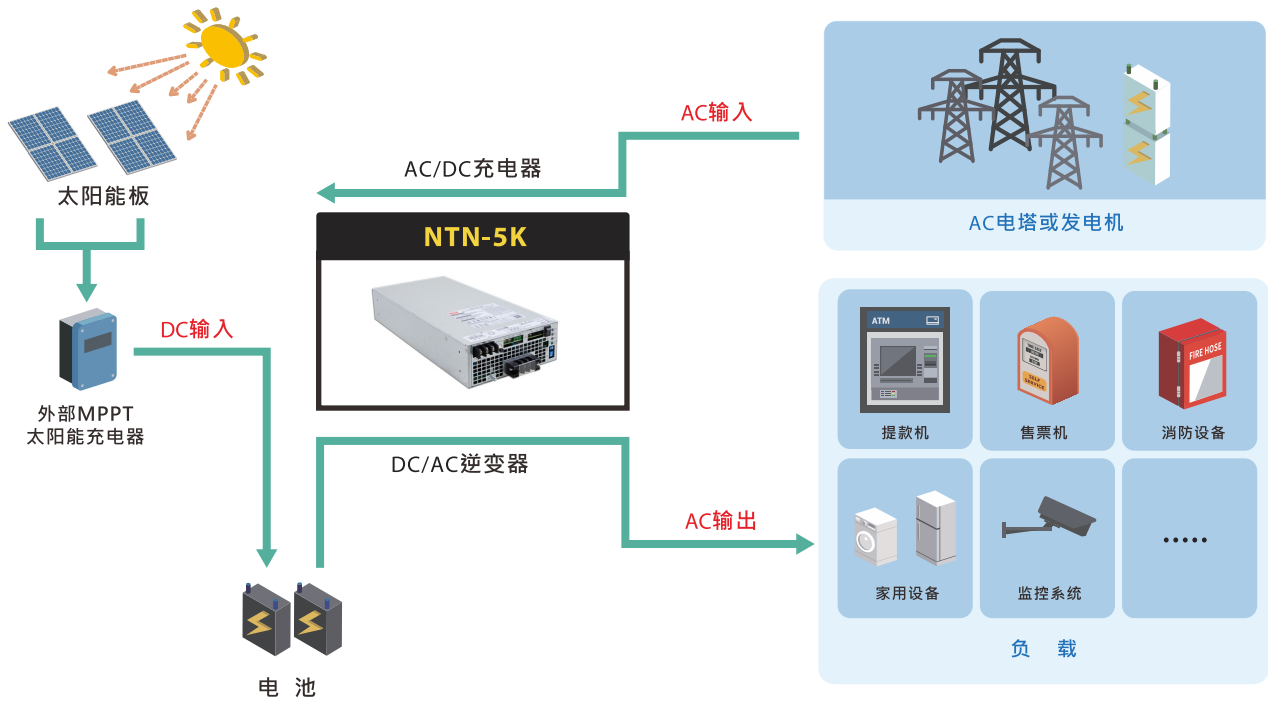 AC输入
AC/DC充电器
太阳能板
AC电塔或发电机
NTN-5K
DC输入
外部MPPT
太阳能充电器
ATM
提款机
SELF
SERVICE
售票机
FIRE HOSE
消防设备
DC/AC逆变器
AC输出
家用设备
监控系统
•••••
负 载
电 池